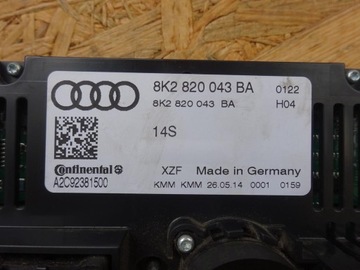 8K2 820 043 BA 0122
8K2 820 043 BA H04
14S
Continental XZF Made in Germany
A2C92381500 KMM KMM 26.05.14 0001 0159